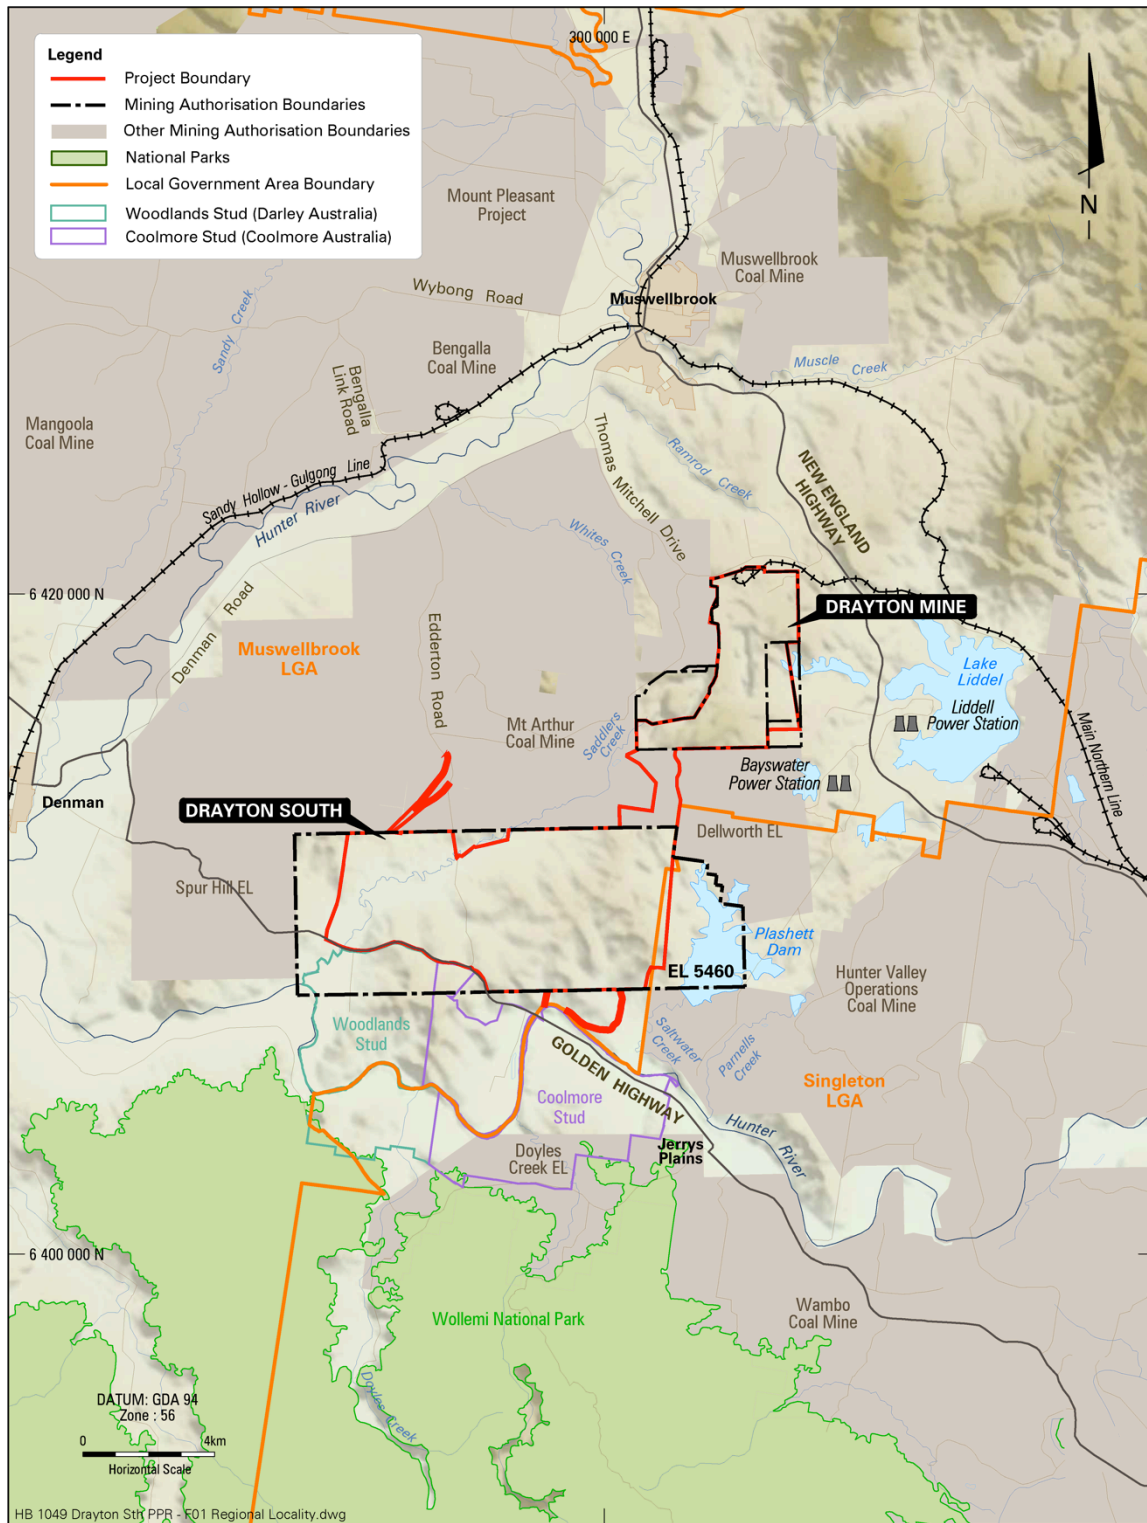 300 000 E
Legend
Project Boundary
Mining Authorisation Boundaries
Other Mining Authorisation Boundaries
National Parks
Local Government Area Boundary
Woodlands Stud (Darley Australia)
Coolmore Stud (Coolmore Australia)
N
Mount Pleasant
Project
Muswellbrook
Coal Mine
Wybong Road
Muswellbrook
Sandy Creek
Bengalla
Coal Mine
Muscle Creek
Bengalla
Link Road
Mangoola
Coal Mine
Thomas Mitchell Drive
Ramrod Creek
NEW ENGLAND
HIGHWAY
Sandy Hollow - Gulgong Line
Hunter River
Whites Creek
6 420 000 N
Denman Road
DRAYTON MINE
Edderton Road
Muswellbrook
LGA
Lake
Liddel
Liddell
Power Station
Mt Arthur
Coal Mine
Saddlers
Creek
Main Northern Line
Bayswater
Power Station
Denman
DRAYTON SOUTH
Dellworth EL
Spur Hill EL
Plashett
Dam
EL 5460
Hunter Valley
Operations
Coal Mine
Woodlands
Stud
Saltwater
Creek
Parnells
Creek
GOLDEN HIGHWAY
Singleton
LGA
Coolmore
Stud
Hunter River
Doyles
Creek EL
Jerrys
Plains
6 400 000 N
Wollemi National Park
Wambo
Coal Mine
Doyles Creek
DATUM: GDA 94
Zone : 56
0 4km
Horizontal Scale
HB 1049 Drayton Sth PPR - F01 Regional Locality.dwg